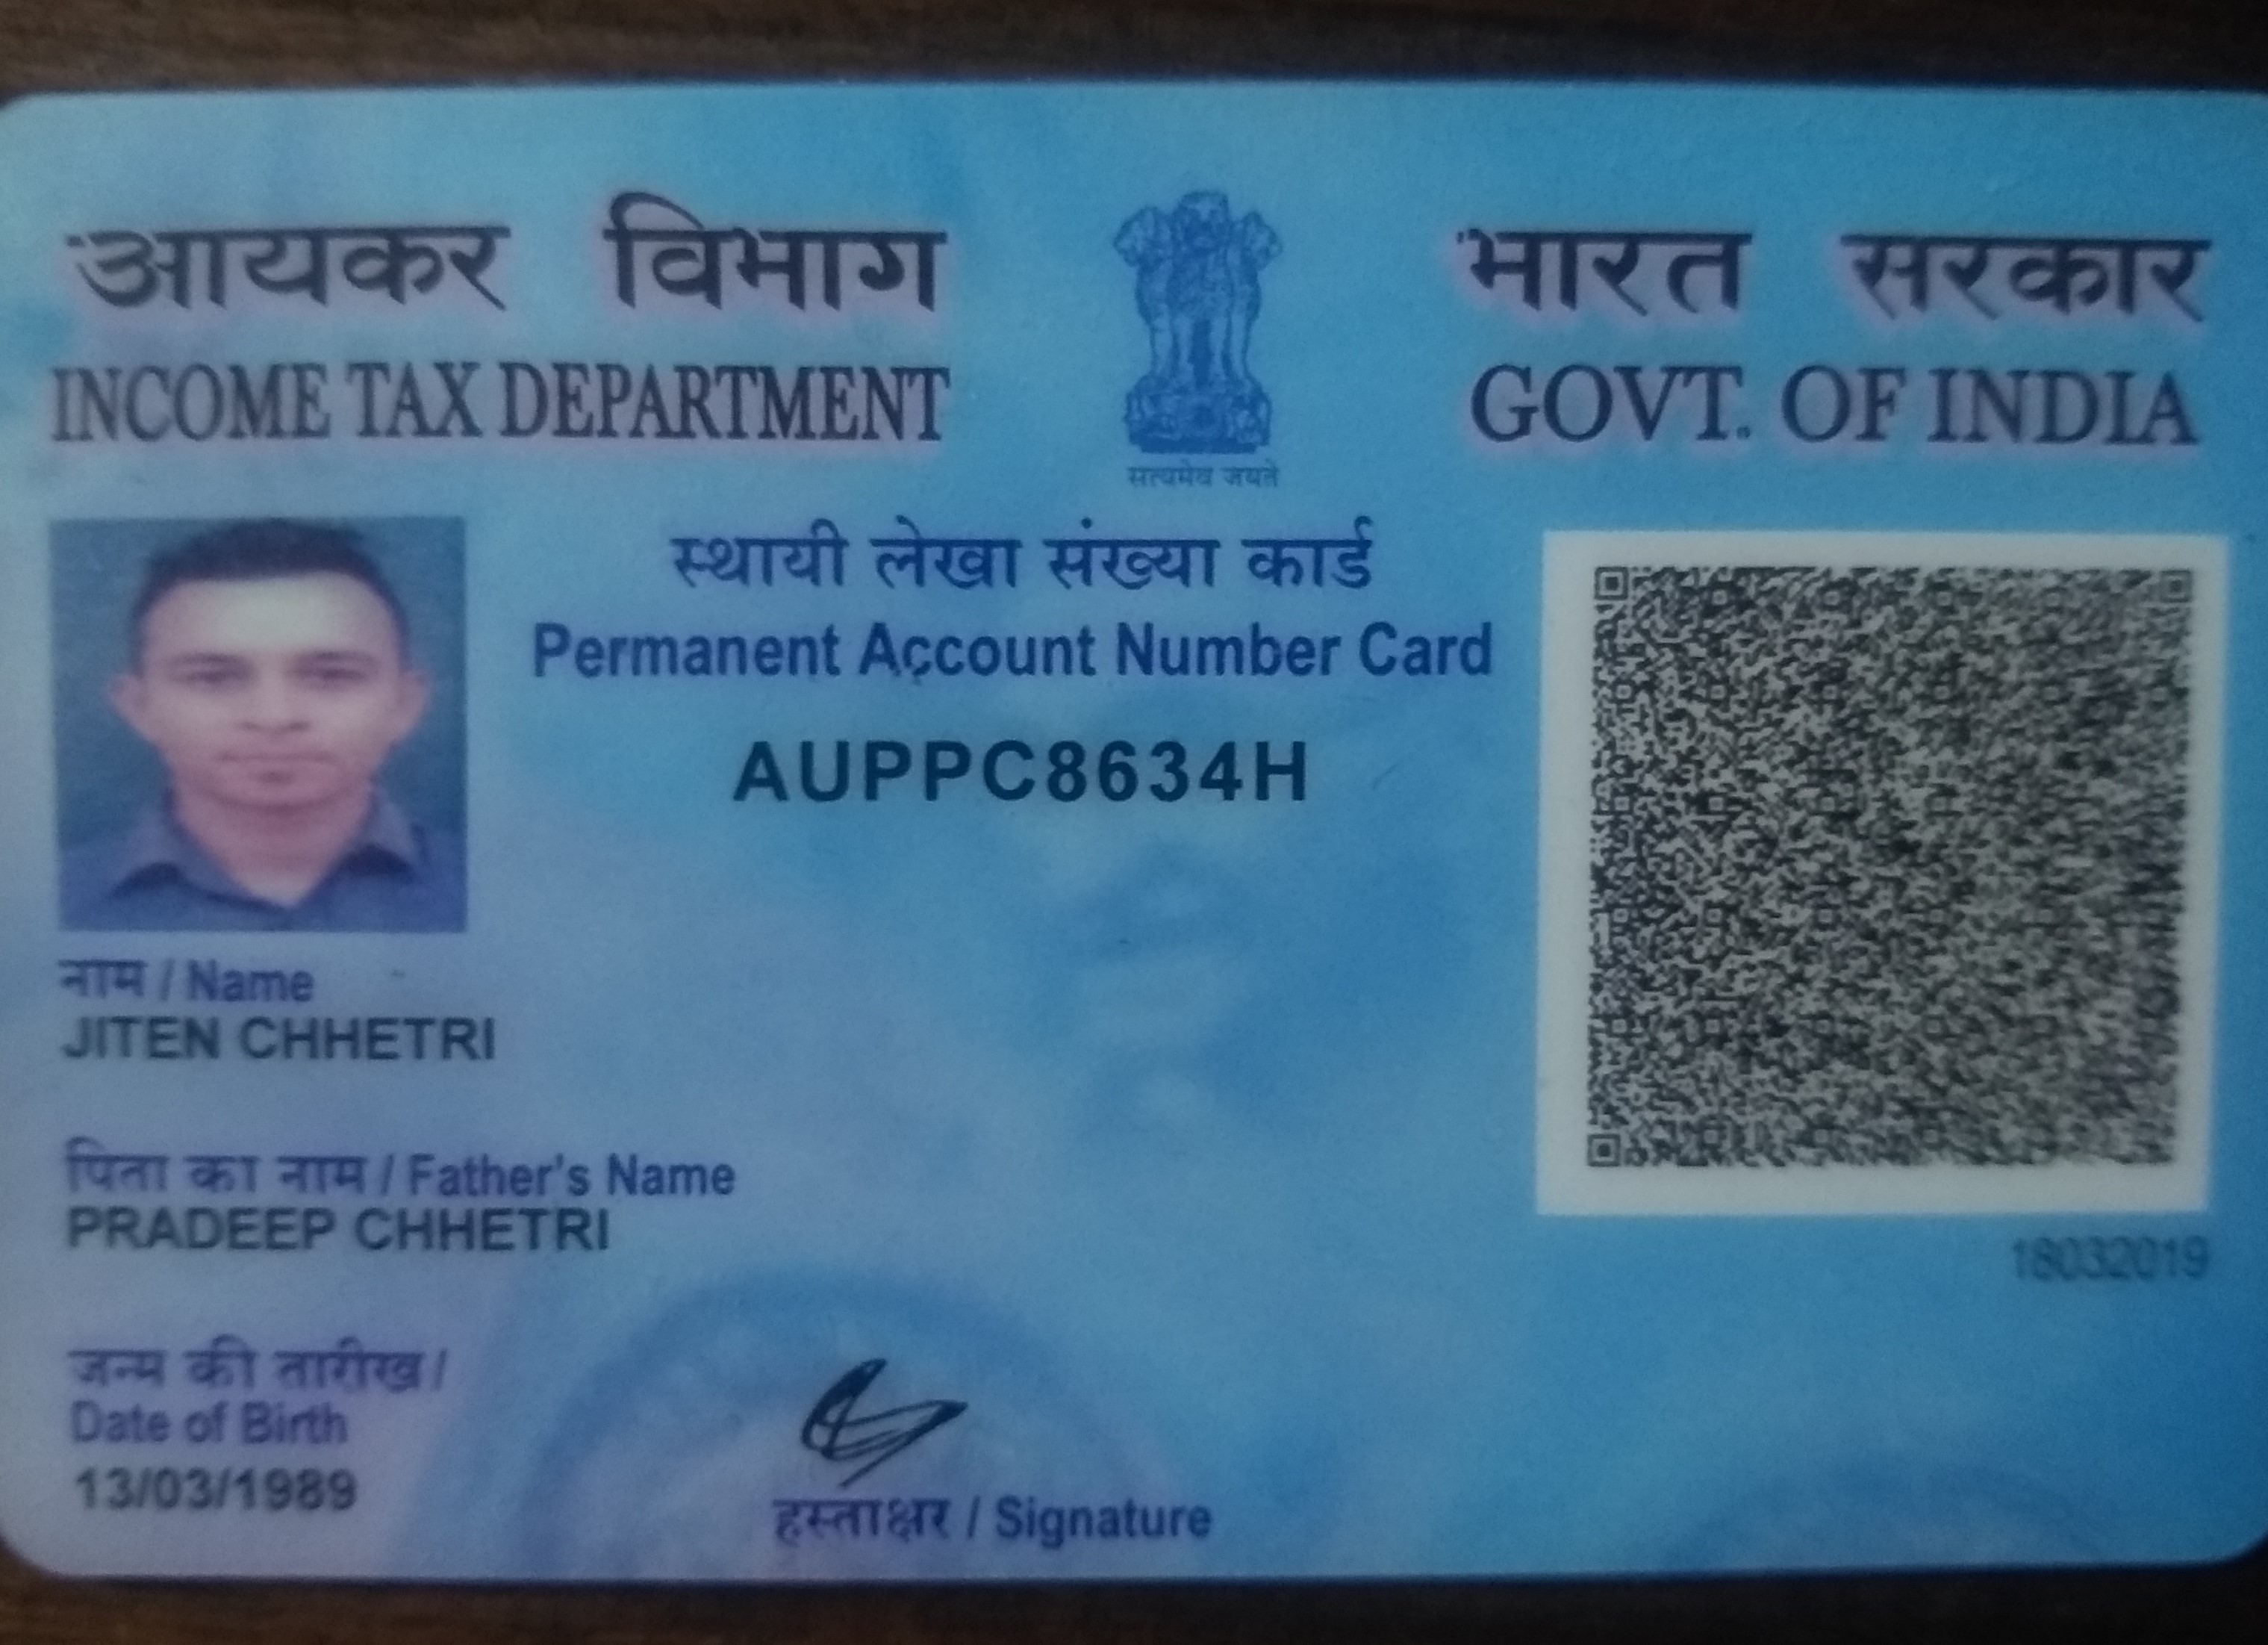 आयकर विभाग
INCOME TAX DEPARTMENT
सत्यमेव जयते
भारत सरकार
GOVT. OF INDIA
स्थायी लेखा संख्या कार्ड
Permanent Account Number Card
AUPPC8634H
नाम / Name
JITEN CHHETRI
पिता का नाम / Father's Name
PRADEEP CHHETRI
18032019
जन्म की तारीख /
Date of Birth
13/03/1989
हस्ताक्षर / Signature